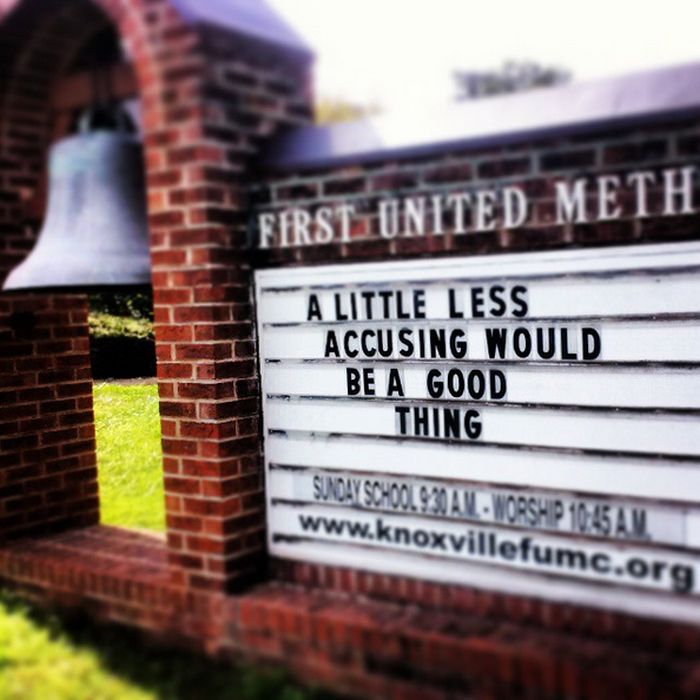 FIRST UNITED METH
A LITTLE LESS
ACCUSING WOULD
BE A GOOD
THING
SUNDAY SCHOOL 9:30 A.M. - WORSHIP 10:45 A.M.
www.knoxvillefumc.org